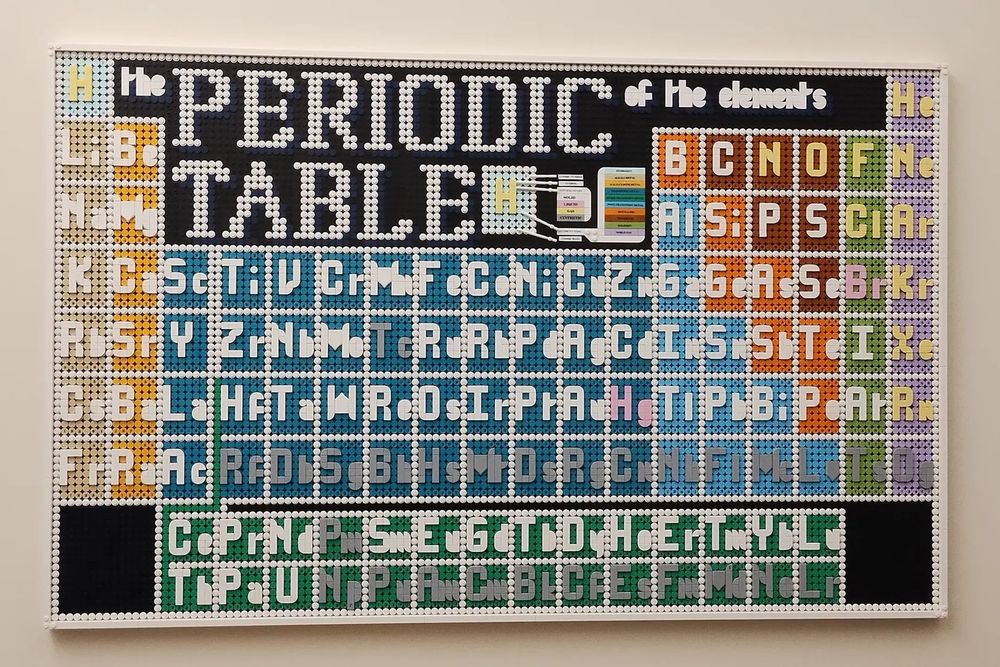 H the PERIODIC of the elements He
Li Be B C N O F Ne
Na Mg TABLE H Al Si P S Cl Ar
K Ca Sc Ti V Cr Mn Fe Co Ni Cu Zn Ga Ge As Se Br Kr
Rb Sr Y Zr Nb Mo Tc Ru Rh Pd Ag Cd In Sn Sb Te I Xe
Cs Ba La Hf Ta W Re Os Ir Pt Au Hg Tl Pb Bi Po At Rn
Fr Ra Ac Rf Db Sg Bh Hs Mt Ds Rg Cn Nh Fl Mc Lv Ts Og
Ce Pr Nd Pm Sm Eu Gd Tb Dy Ho Er Tm Yb Lu
Th Pa U Np Pu Am Cm Bk Cf Es Fm Md No Lr